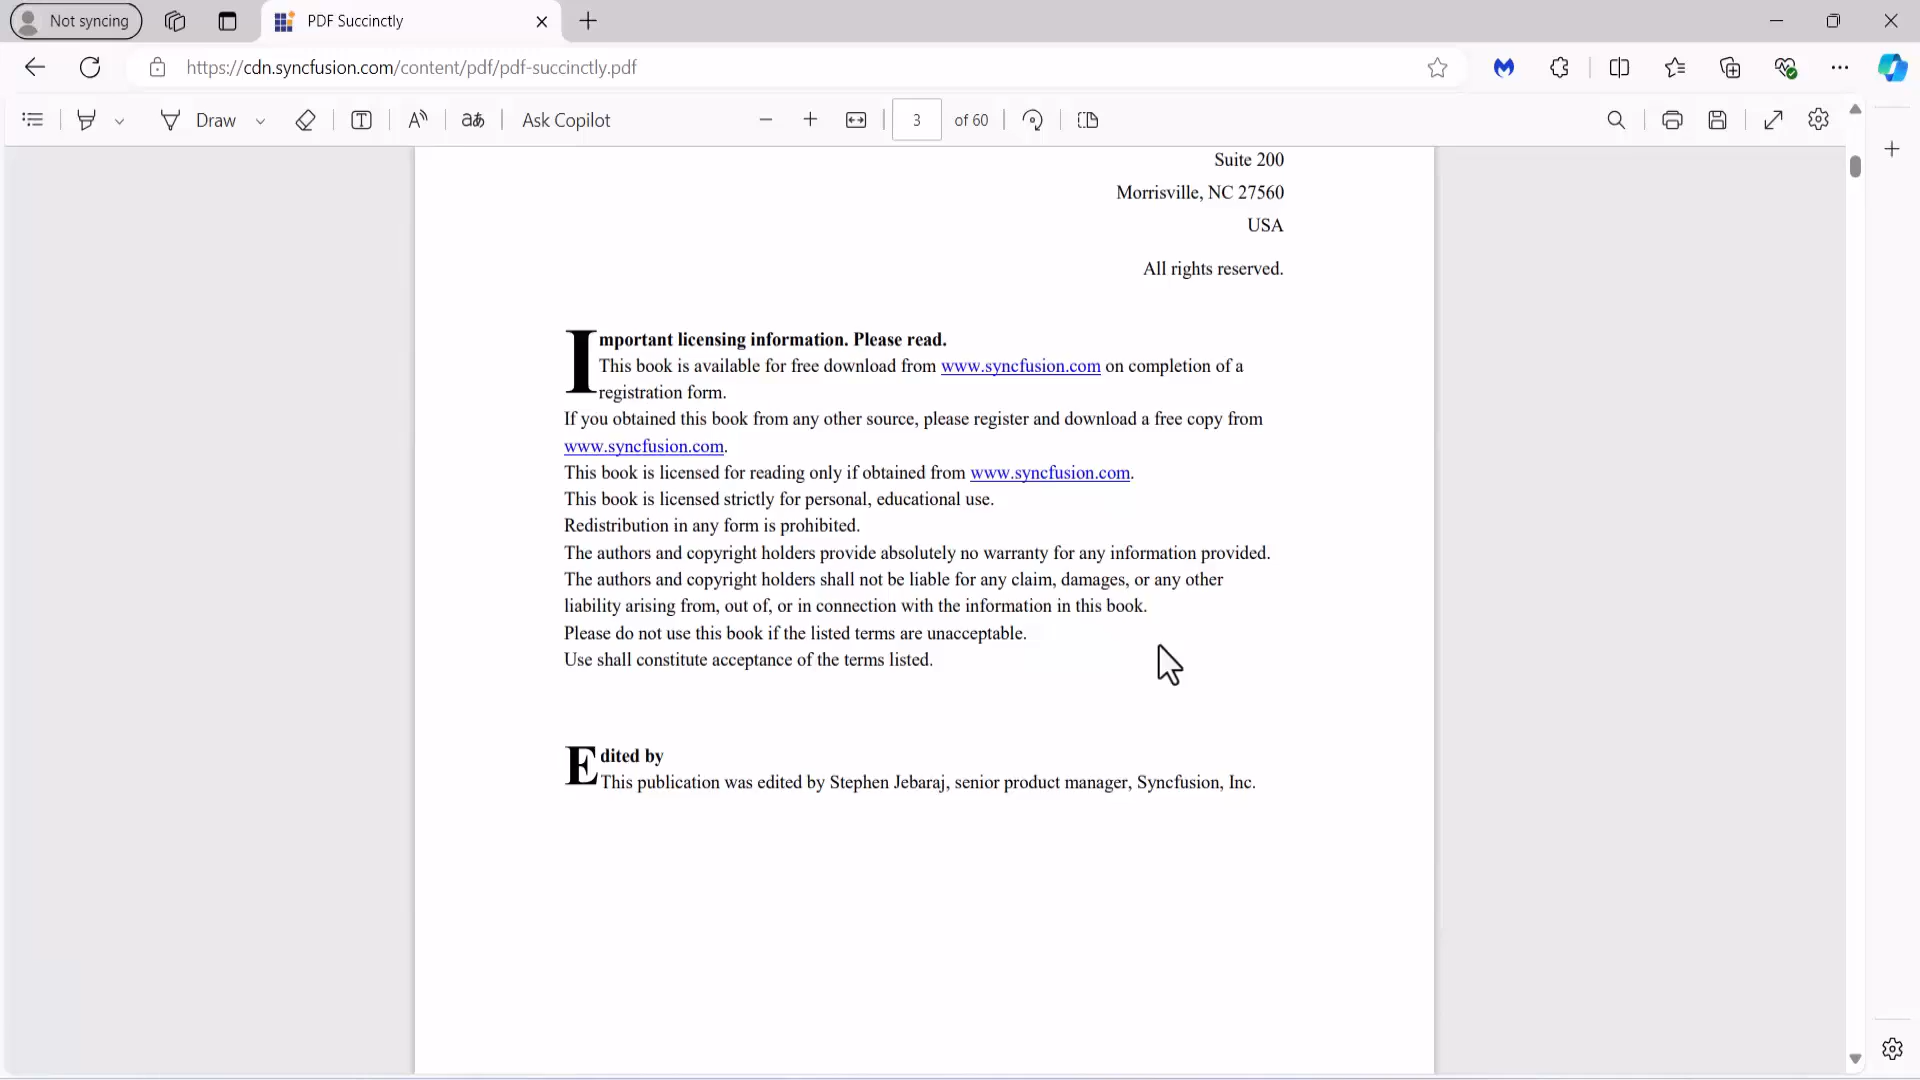 Not syncing
PDF Succinctly
https://cdn.syncfusion.com/content/pdf/pdf-succinctly.pdf
Draw
aあ
Ask Copilot
3
of 60
Suite 200
Morrisville, NC 27560
USA
All rights reserved.
Important licensing information. Please read.
This book is available for free download from www.syncfusion.com on completion of a
registration form.
If you obtained this book from any other source, please register and download a free copy from
www.syncfusion.com.
This book is licensed for reading only if obtained from www.syncfusion.com.
This book is licensed strictly for personal, educational use.
Redistribution in any form is prohibited.
The authors and copyright holders provide absolutely no warranty for any information provided.
The authors and copyright holders shall not be liable for any claim, damages, or any other
liability arising from, out of, or in connection with the information in this book.
Please do not use this book if the listed terms are unacceptable.
Use shall constitute acceptance of the terms listed.
Edited by
This publication was edited by Stephen Jebaraj, senior product manager, Syncfusion, Inc.